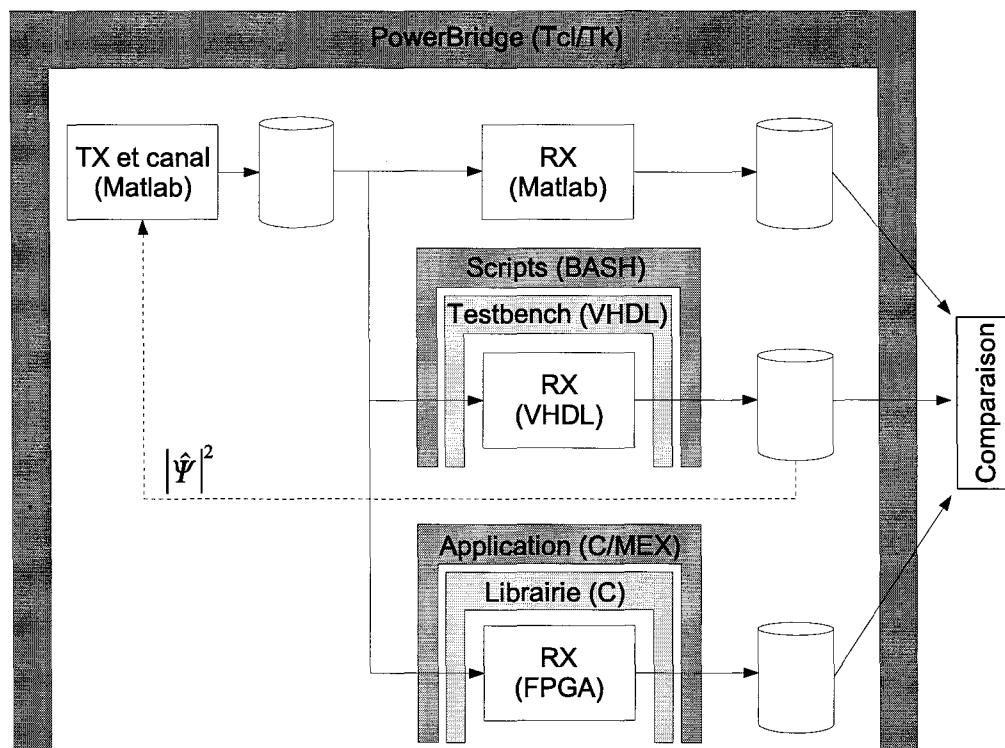 PowerBridge (Tcl/Tk)
TX et canal
(Matlab)
RX
(Matlab)
Scripts (BASH)
Testbench (VHDL)
RX
(VHDL)
|Ψ̂|²
Comparaison
Application (C/MEX)
Librairie (C)
RX
(FPGA)